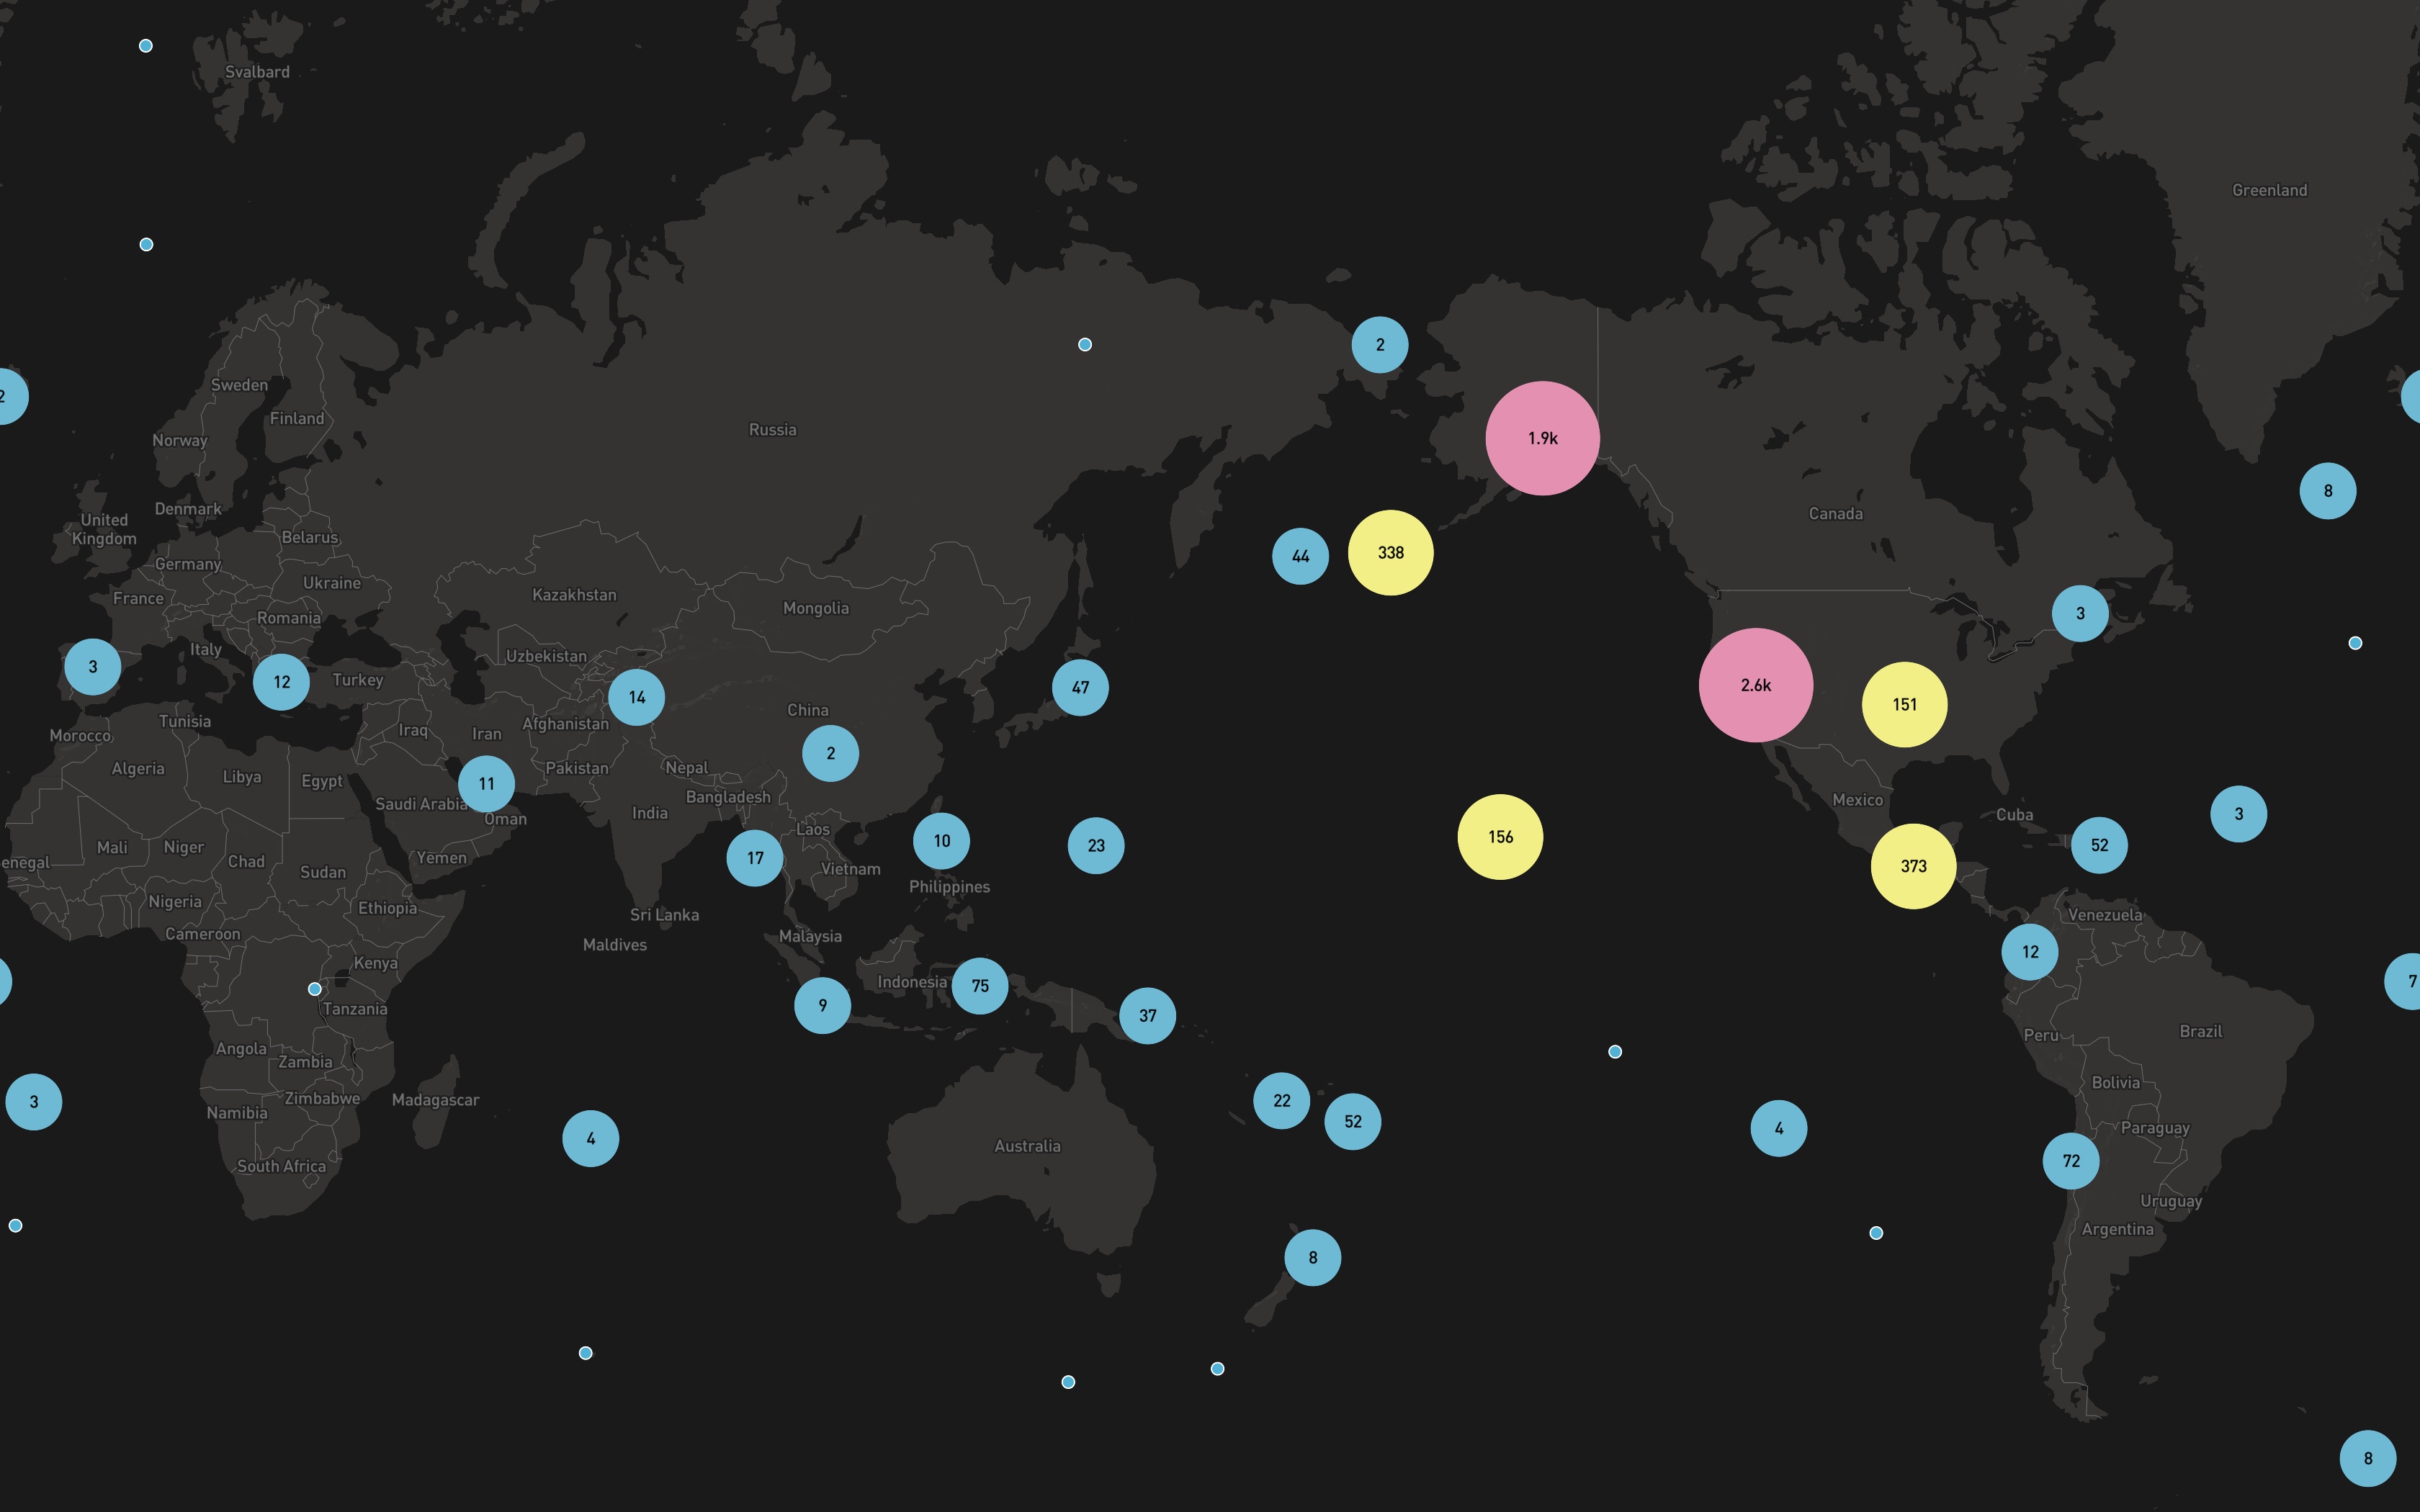 Svalbard
Greenland
2
Sweden
2
Finland
Russia
1.9k
Norway
8
Denmark
Canada
United
Kingdom
Belarus
44
338
Germany
Ukraine
Kazakhstan
France
Mongolia
3
Romania
Italy
Uzbekistan
3
12
Turkey
14
47
2.6k
151
China
Tunisia
Afghanistan
Morocco
Iraq
Iran
2
Algeria
Libya
Egypt
Pakistan
Nepal
11
Bangladesh
Saudi Arabia
India
Mexico
Cuba
3
Oman
Laos
156
Mali
Niger
10
23
52
enegal
Chad
Yemen
17
Vietnam
373
Sudan
Philippines
Nigeria
Ethiopia
Sri Lanka
Venezuela
Cameroon
Malaysia
Maldives
12
Kenya
Indonesia
75
7
Tanzania
9
37
Peru
Brazil
Angola
Zambia
Bolivia
Zimbabwe
Madagascar
3
22
Namibia
52
4
Paraguay
4
Australia
South Africa
72
Uruguay
Argentina
8
8